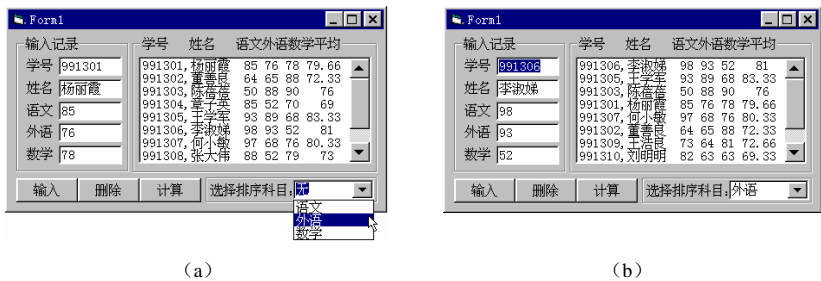 Form1
输入记录
学号 姓名 语文外语数学平均
学号 991301
姓名 杨丽霞
语文 85
外语 76
数学 78
991301,杨丽霞 85 76 78 79.66
991302,董善良 64 65 88 72.33
991303,陈蓓蓓 50 88 90 76
991304,章子英 85 52 70 69
991305,王学军 93 89 68 83.33
991306,李淑娣 98 93 52 81
991307,何小敏 97 68 76 80.33
991308,张大伟 88 52 79 73
输入 删除 计算 选择排序科目:无
语文
外语
数学
(a)
Form1
输入记录
学号 姓名 语文外语数学平均
学号 991306
姓名 李淑娣
语文 98
外语 93
数学 52
991306,李淑娣 98 93 52 81
991305,王学军 93 89 68 83.33
991303,陈蓓蓓 50 88 90 76
991301,杨丽霞 85 76 78 79.66
991307,何小敏 97 68 76 80.33
991302,董善良 64 65 88 72.33
991309,王浩良 73 64 81 72.66
991310,刘明明 82 63 63 69.33
输入 删除 计算 选择排序科目:外语
(b)